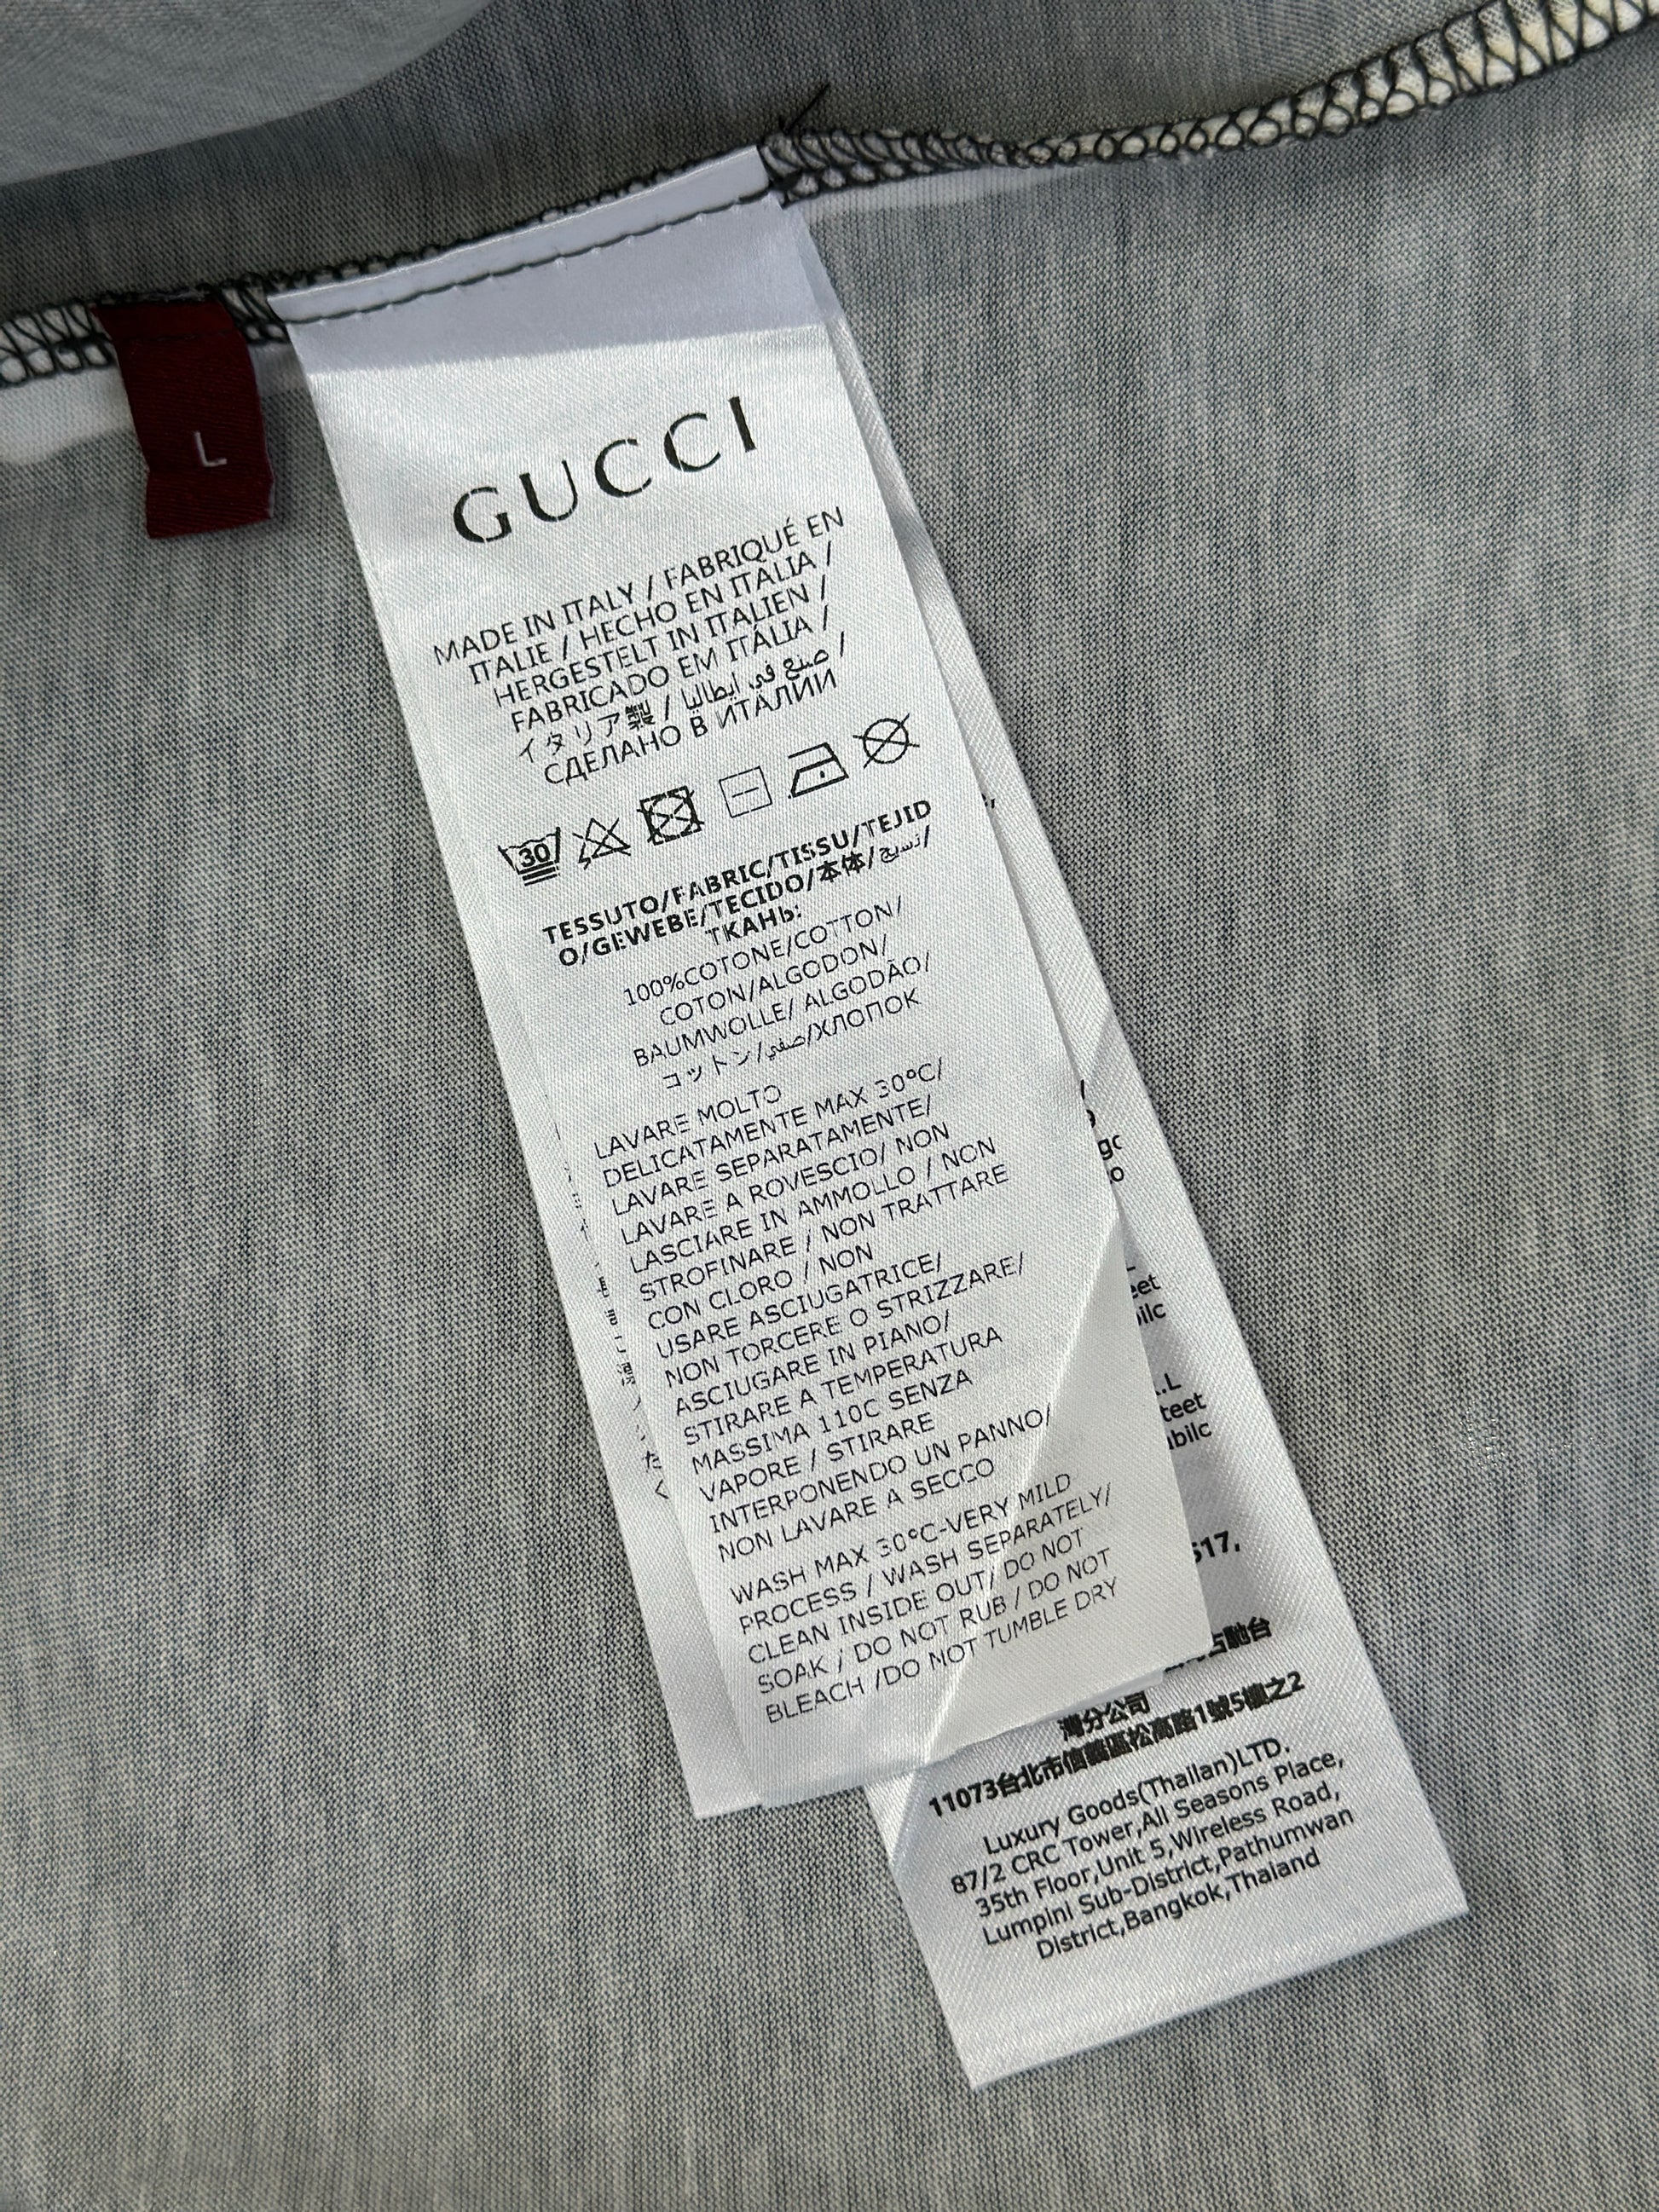 L
GUCCI
MADE IN ITALY / FABRIQUÉ EN
ITALIE / HECHO EN ITALIA /
HERGESTELT IN ITALIEN /
FABRICADO EM ITÁLIA /
イタリア製 / صنع في ايطاليا /
СДЕЛАНО В ИТАЛИИ
30
TESSUTO/FABRIC/TISSU/TEJID
O/GEWEBE/TECIDO/本体/نسيج/
ТКАНЬ:
100%COTONE/COTTON/
COTON/ALGODON/
BAUMWOLLE/ ALGODÃO/
コットン/صفي/ХЛОПОК
LAVARE MOLTO
DELICATAMENTE MAX 30°C/
LAVARE SEPARATAMENTE/
LAVARE A ROVESCIO/ NON
LASCIARE IN AMMOLLO / NON
STROFINARE / NON TRATTARE
CON CLORO / NON
USARE ASCIUGATRICE/
NON TORCERE O STRIZZARE/
ASCIUGARE IN PIANO/
STIRARE A TEMPERATURA
MASSIMA 110C SENZA
VAPORE / STIRARE
INTERPONENDO UN PANNO/
NON LAVARE A SECCO
WASH MAX 30°C-VERY MILD
PROCESS / WASH SEPARATELY/
CLEAN INSIDE OUT/ DO NOT
SOAK / DO NOT RUB / DO NOT
BLEACH /DO NOT TUMBLE DRY
517,
古馳台
灣分公司
11073台北市信義區松高路1號5樓之2
Luxury Goods(Thailan)LTD.
87/2 CRC Tower,All Seasons Place,
35th Floor,Unit 5,Wireless Road,
Lumpini Sub-District,Pathumwan
District,Bangkok,Thaiand